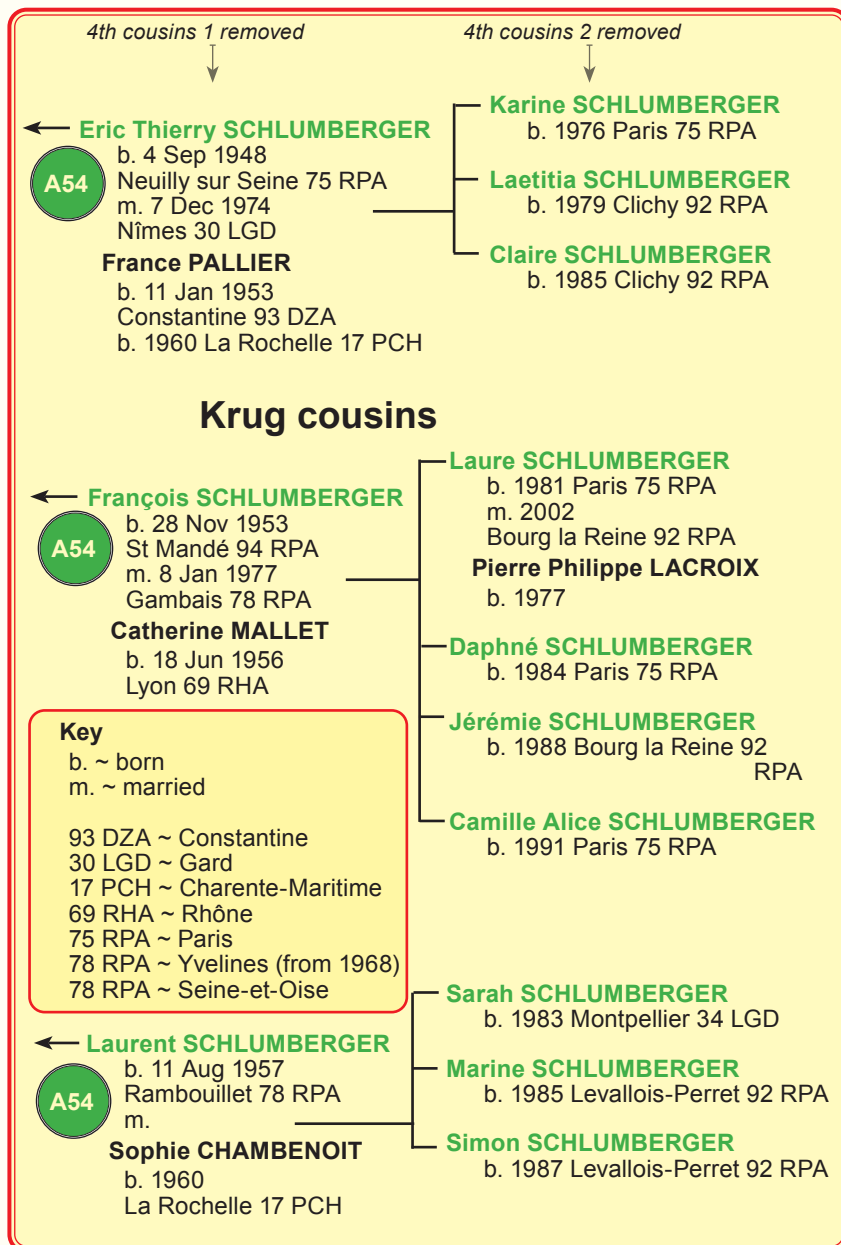 4th cousins 1 removed
4th cousins 2 removed
Eric Thierry SCHLUMBERGER
A54
b. 4 Sep 1948
Neuilly sur Seine 75 RPA
m. 7 Dec 1974
Nîmes 30 LGD
France PALLIER
b. 11 Jan 1953
Constantine 93 DZA
b. 1960 La Rochelle 17 PCH
Karine SCHLUMBERGER
b. 1976 Paris 75 RPA
Laetitia SCHLUMBERGER
b. 1979 Clichy 92 RPA
Claire SCHLUMBERGER
b. 1985 Clichy 92 RPA
Krug cousins
François SCHLUMBERGER
A54
b. 28 Nov 1953
St Mandé 94 RPA
m. 8 Jan 1977
Gambais 78 RPA
Catherine MALLET
b. 18 Jun 1956
Lyon 69 RHA
Laure SCHLUMBERGER
b. 1981 Paris 75 RPA
m. 2002
Bourg la Reine 92 RPA
Pierre Philippe LACROIX
b. 1977
Daphné SCHLUMBERGER
b. 1984 Paris 75 RPA
Jérémie SCHLUMBERGER
b. 1988 Bourg la Reine 92
RPA
Camille Alice SCHLUMBERGER
b. 1991 Paris 75 RPA
Key
b. ~ born
m. ~ married
93 DZA ~ Constantine
30 LGD ~ Gard
17 PCH ~ Charente-Maritime
69 RHA ~ Rhône
75 RPA ~ Paris
78 RPA ~ Yvelines (from 1968)
78 RPA ~ Seine-et-Oise
Laurent SCHLUMBERGER
A54
b. 11 Aug 1957
Rambouillet 78 RPA
m.
Sophie CHAMBENOIT
b. 1960
La Rochelle 17 PCH
Sarah SCHLUMBERGER
b. 1983 Montpellier 34 LGD
Marine SCHLUMBERGER
b. 1985 Levallois-Perret 92 RPA
Simon SCHLUMBERGER
b. 1987 Levallois-Perret 92 RPA